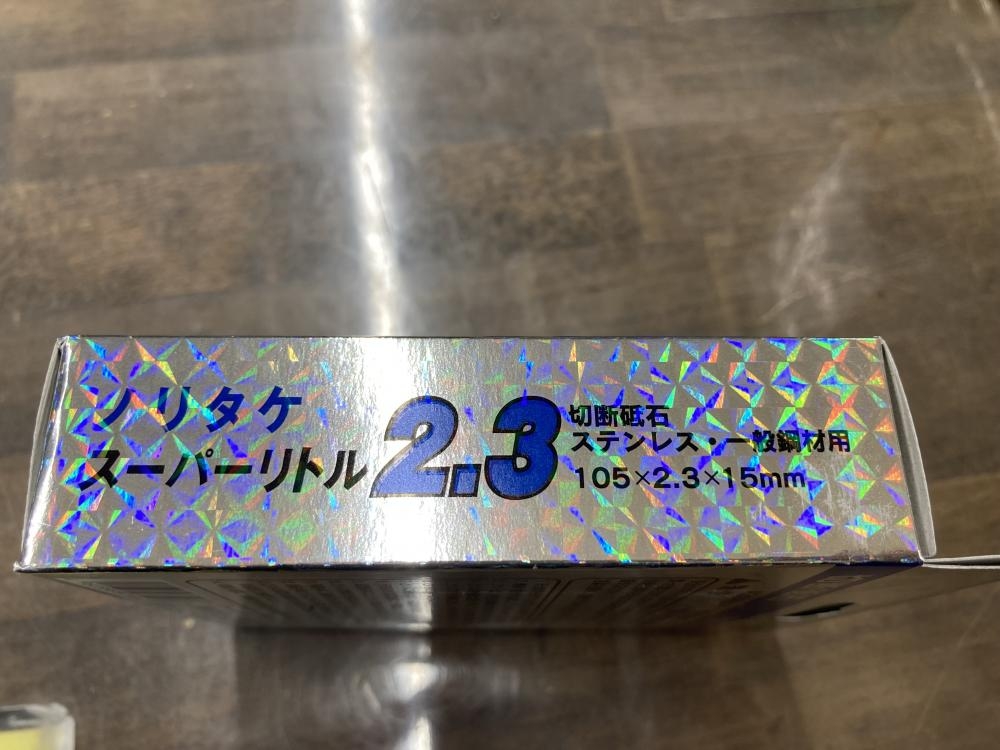 ノリタケ
スーパーリトル 2.3
切断砥石
ステンレス・一般鋼材用
105×2.3×15mm